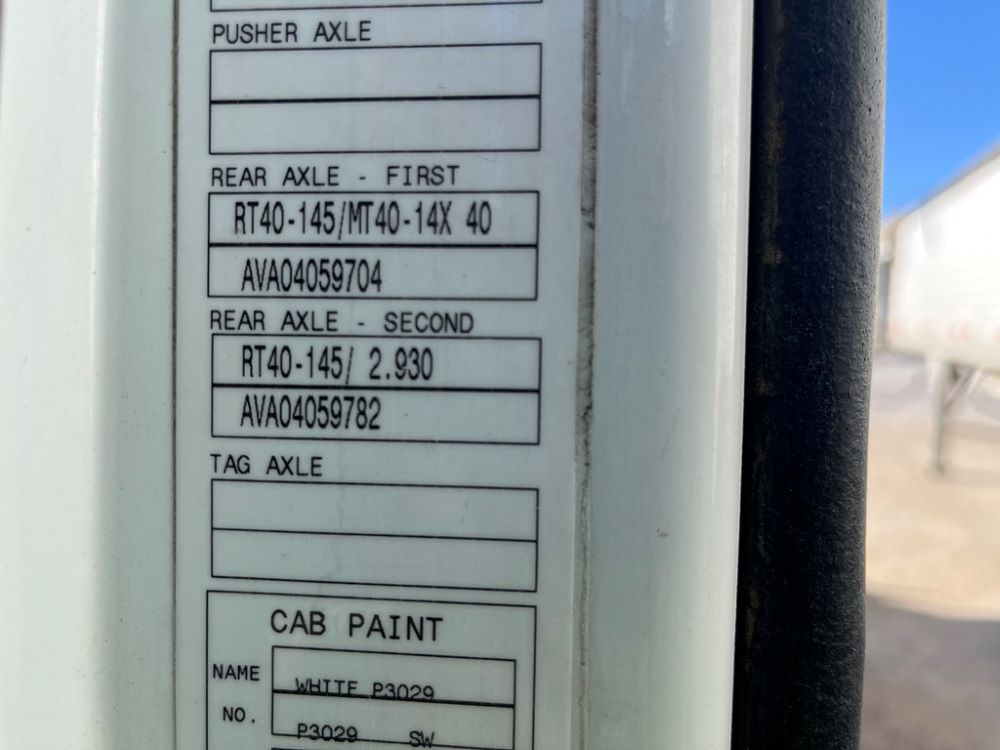 PUSHER AXLE
REAR AXLE - FIRST
RT40-145/MT40-14X 40
AVA04059704
REAR AXLE - SECOND
RT40-145/ 2.930
AVA04059782
TAG AXLE
CAB PAINT
NAME WHITE P3029
NO. P3029 SW